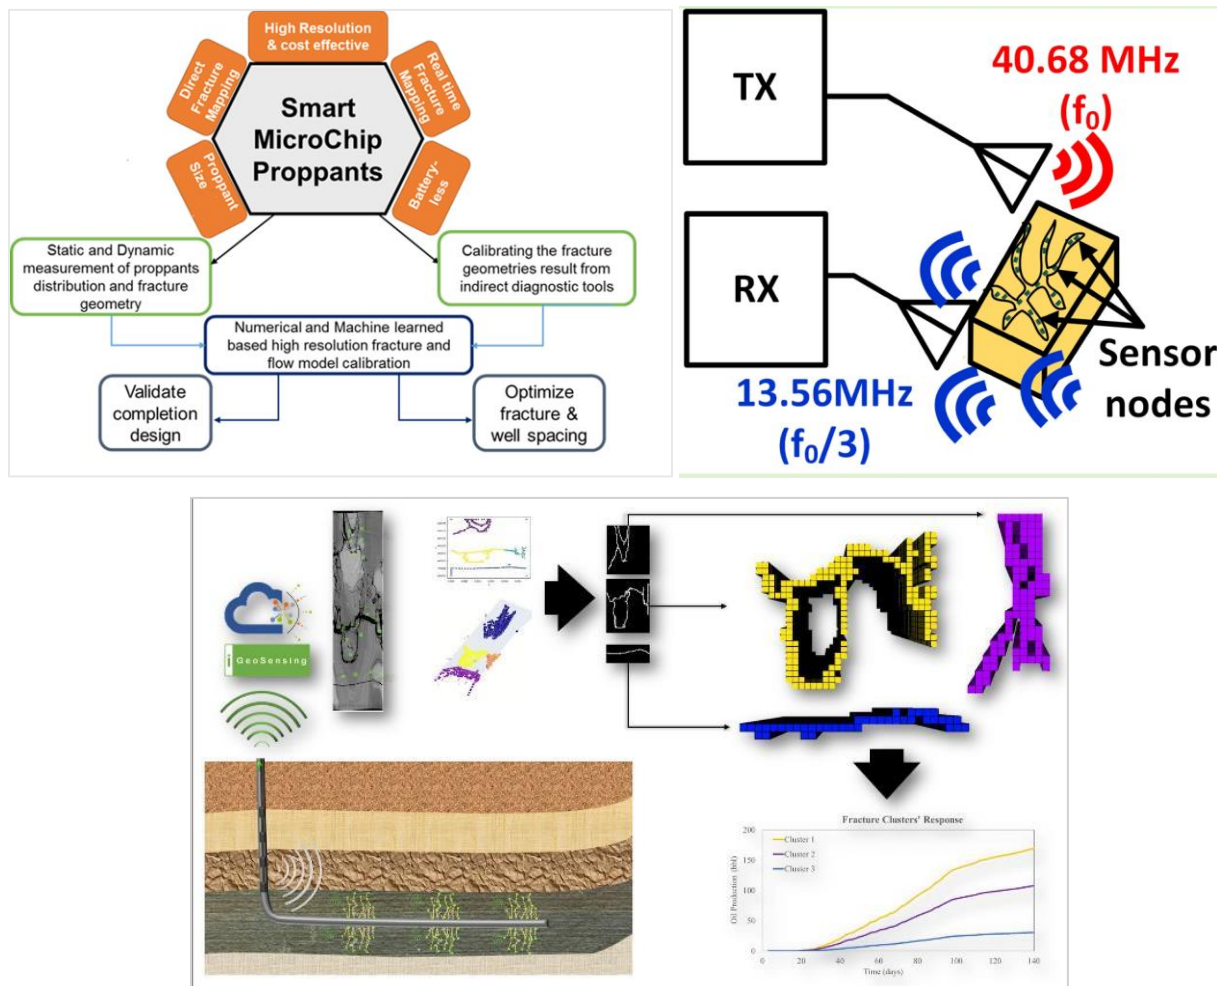 High Resolution
& cost effective
Direct
Fracture
Mapping
Real time
Fracture
Mapping
Proppant
Size
Battery-
less
Smart
MicroChip
Proppants
Static and Dynamic
measurement of proppants
distribution and fracture
geometry
Calibrating the fracture
geometries result from
indirect diagnostic tools
Numerical and Machine learned
based high resolution fracture and
flow model calibration
Validate
completion
design
Optimize
fracture &
well spacing
TX
40.68 MHz
(f₀)
RX
Sensor
nodes
13.56MHz
(f₀/3)
GeoSensing
Fracture Clusters' Response
Cluster 1
Cluster 2
Cluster 3
Oil Production (bbl)
200
150
100
50
0
0 20 40 60 80 100 120 140
Time (days)